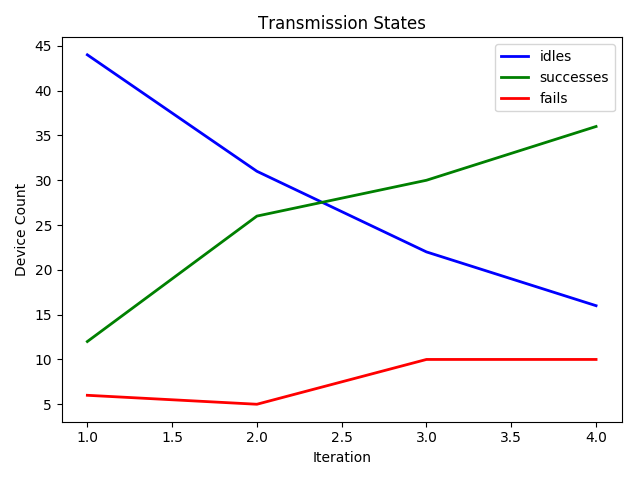 Transmission States
45
40
35
30
25
20
15
10
5
Device Count
idles
successes
fails
1.0 1.5 2.0 2.5 3.0 3.5 4.0
Iteration